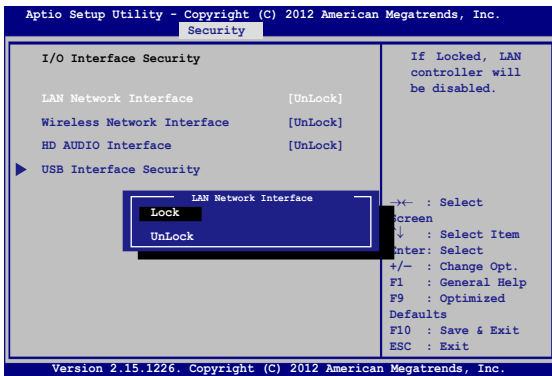 Aptio Setup Utility - Copyright (C) 2012 American Megatrends, Inc.
Security
I/O Interface Security
LAN Network Interface [UnLock]
Wireless Network Interface [UnLock]
HD AUDIO Interface [UnLock]
USB Interface Security
LAN Network Interface
Lock
UnLock
If Locked, LAN
controller will
be disabled.
→← : Select
Screen
↑↓ : Select Item
Enter: Select
+/— : Change Opt.
F1 : General Help
F9 : Optimized
Defaults
F10 : Save & Exit
ESC : Exit
Version 2.15.1226. Copyright (C) 2012 American Megatrends, Inc.